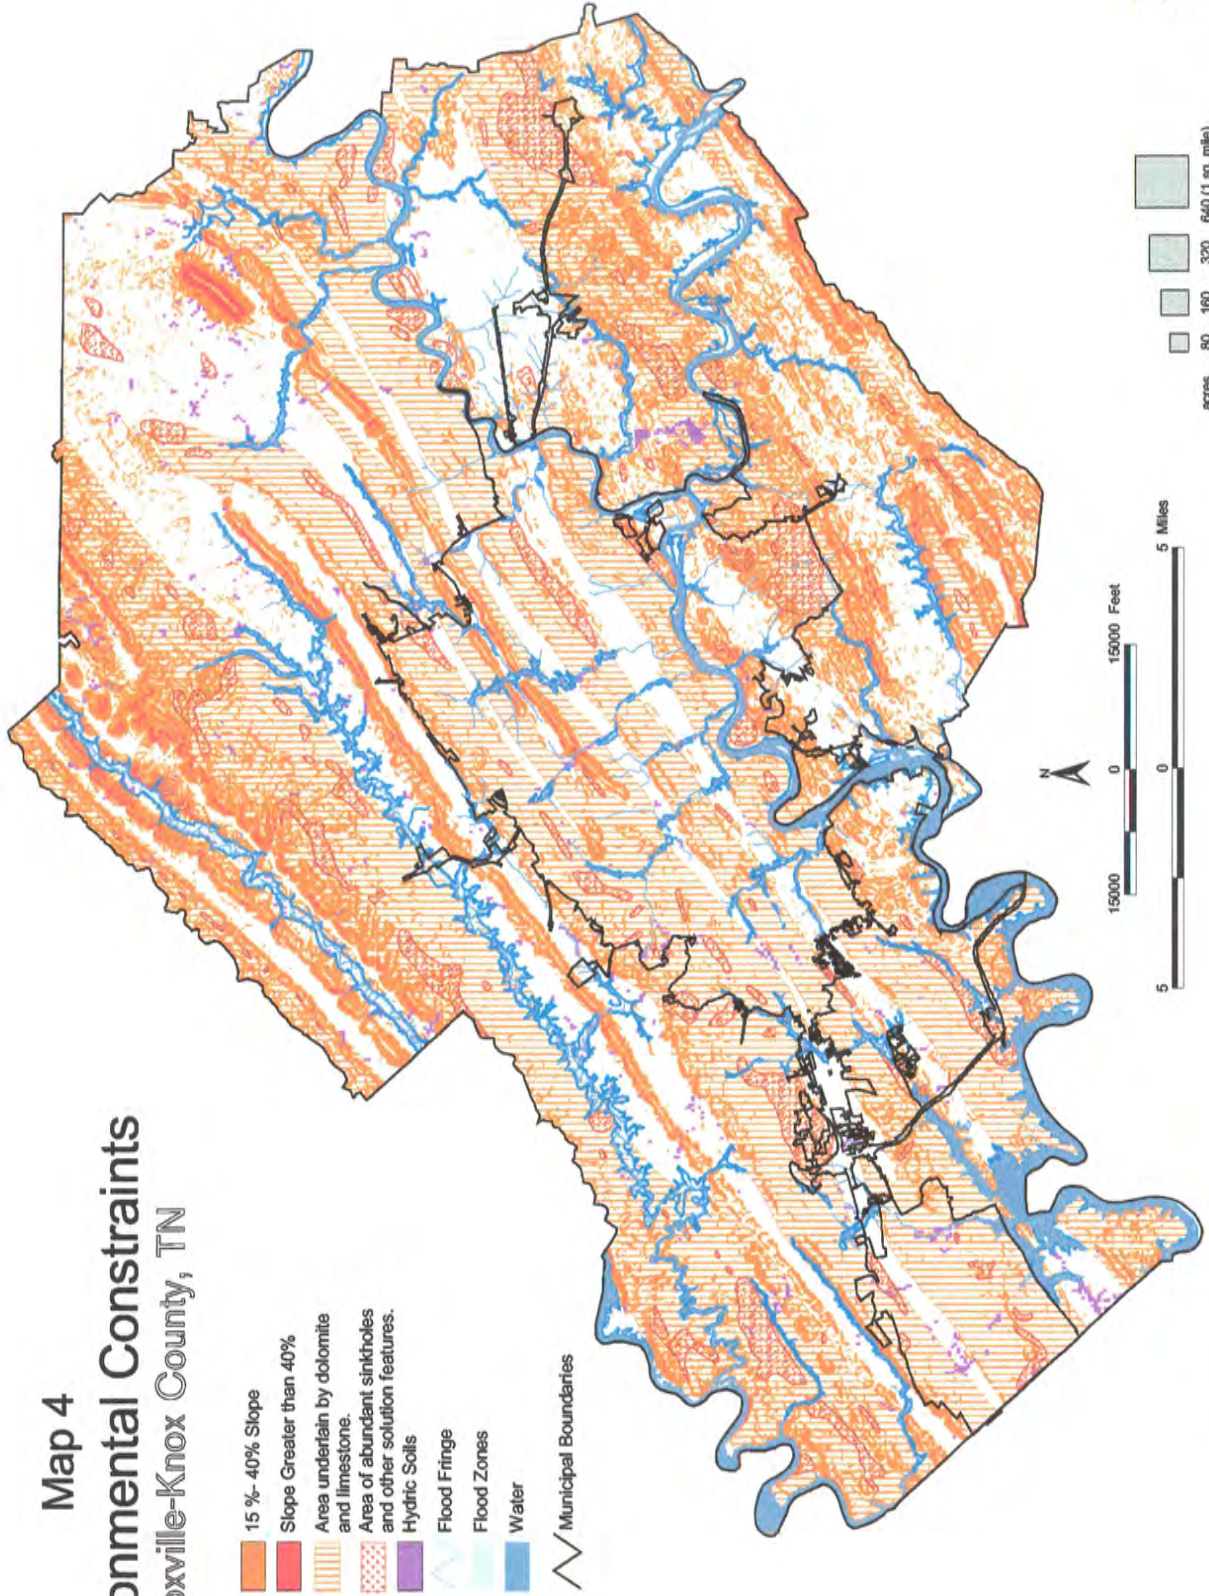 Map 4
onmental Constraints
oxville-Knox County, TN
15 %- 40% Slope
Slope Greater than 40%
Area underlain by dolomite
and limestone.
Area of abundant sinkholes
and other solution features.
Hydric Soils
Flood Fringe
Flood Zones
Water
Municipal Boundaries
N
15000 0 15000 Feet
5 0 5 Miles
acres 80 160 320 640 (1 sq. mile)